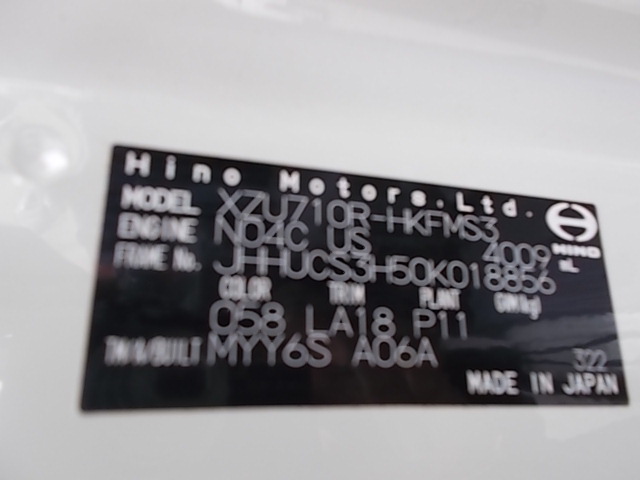 Hino Motors,Ltd.
MODEL XZU710R-HKFMS3
ENGINE N04C US 4009 mL
FRAME No. JHHUCS3H50K018856
COLOR TRIM PLANT GVW(kg)
058 LA18 P11
TM/A/BUILT MYY6S A06A 322
MADE IN JAPAN
HINO